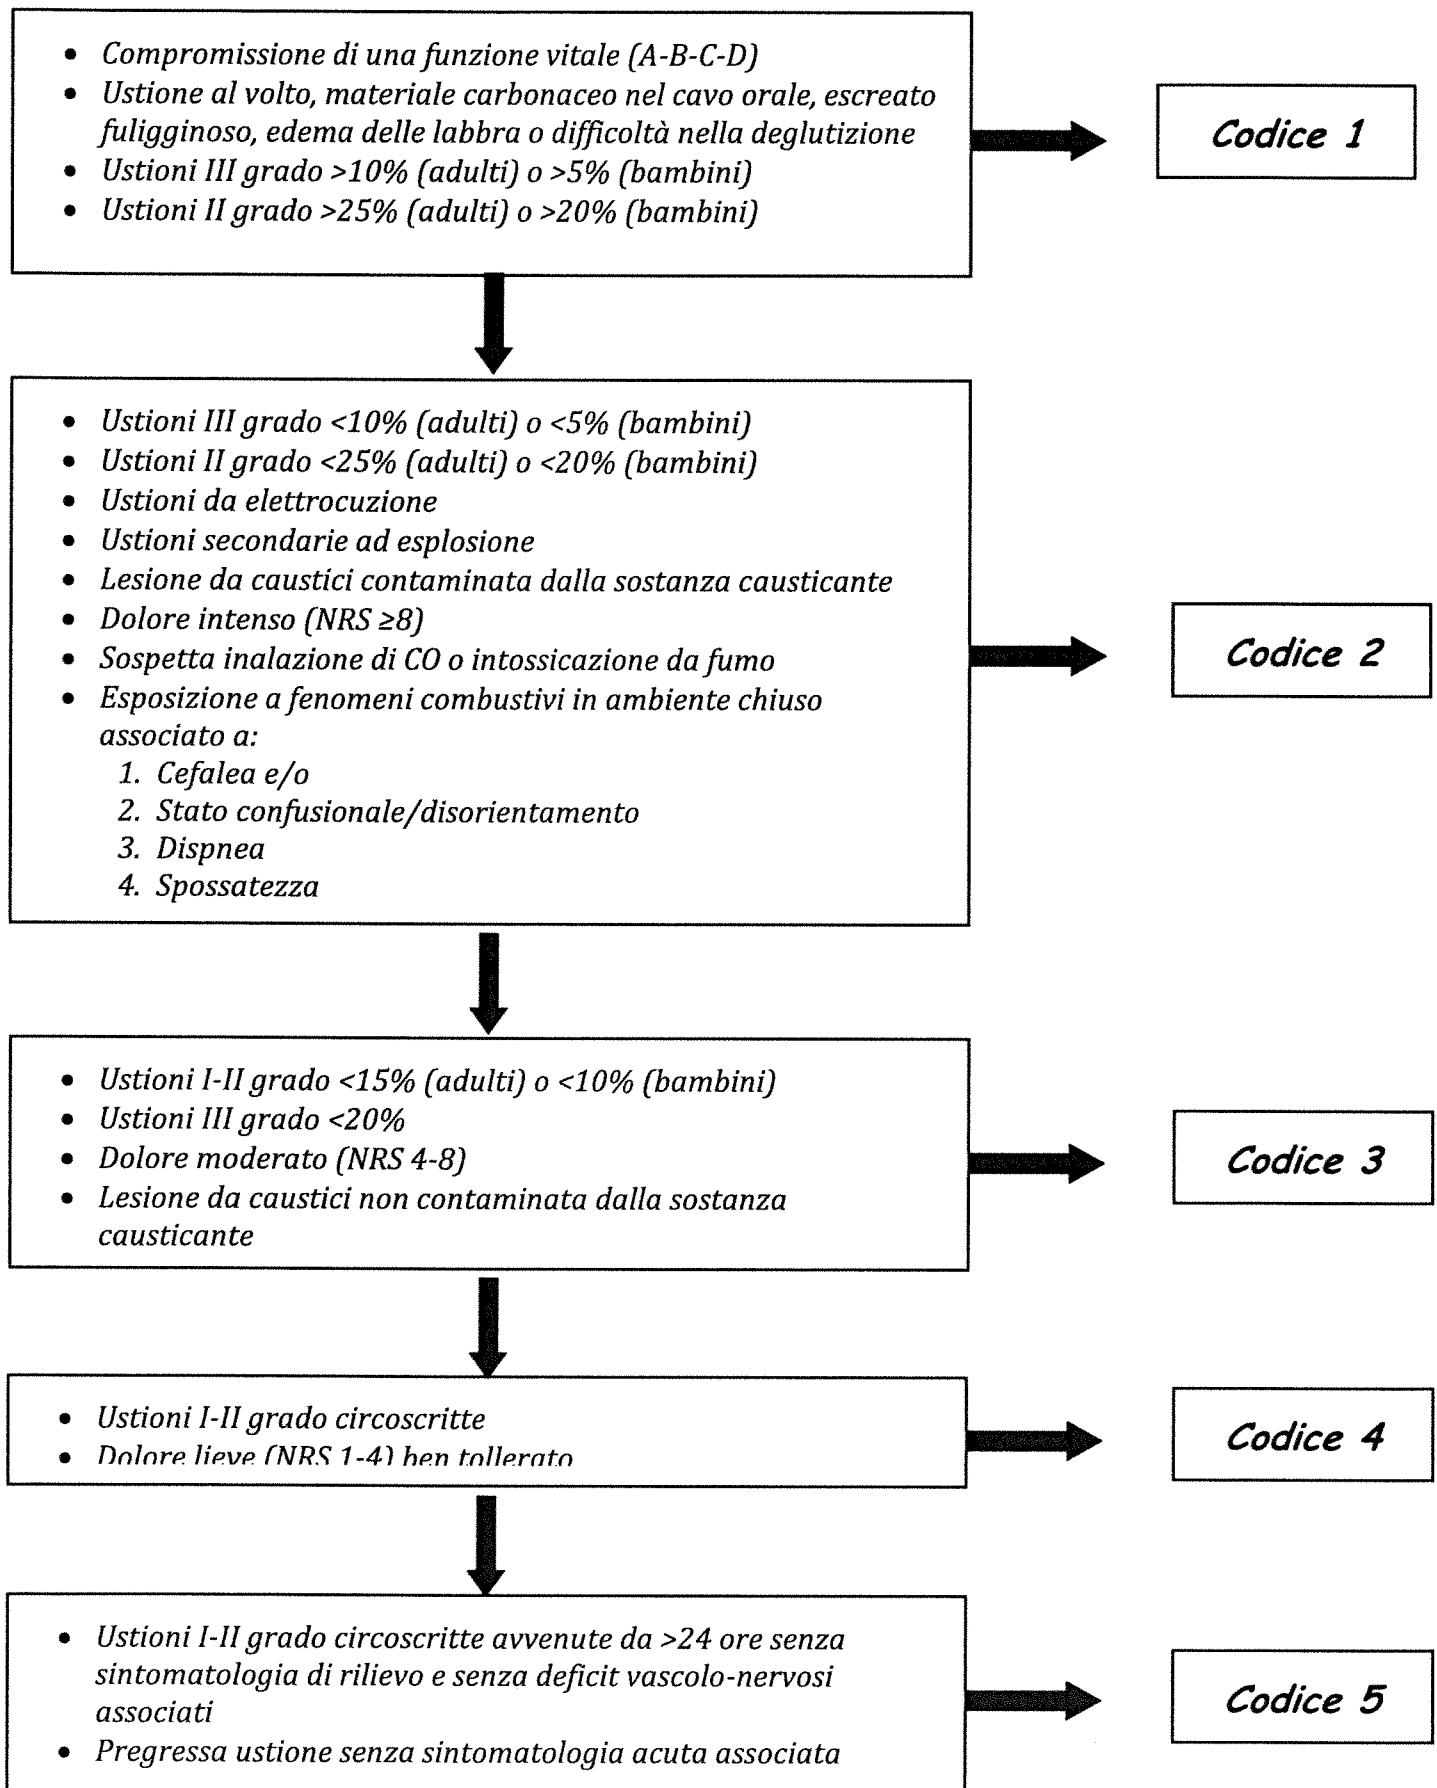 • Compromissione di una funzione vitale (A-B-C-D)
• Ustione al volto, materiale carbonaceo nel cavo orale, escreato
fuligginoso, edema delle labbra o difficoltà nella deglutizione
• Ustioni III grado >10% (adulti) o >5% (bambini)
• Ustioni II grado >25% (adulti) o >20% (bambini)
Codice 1
• Ustioni III grado <10% (adulti) o <5% (bambini)
• Ustioni II grado <25% (adulti) o <20% (bambini)
• Ustioni da elettrocuzione
• Ustioni secondarie ad esplosione
• Lesione da caustici contaminata dalla sostanza causticante
• Dolore intenso (NRS ≥8)
• Sospetta inalazione di CO o intossicazione da fumo
• Esposizione a fenomeni combustivi in ambiente chiuso
associato a:
1. Cefalea e/o
2. Stato confusionale/disorientamento
3. Dispnea
4. Spossatezza
Codice 2
• Ustioni I-II grado <15% (adulti) o <10% (bambini)
• Ustioni III grado <20%
• Dolore moderato (NRS 4-8)
• Lesione da caustici non contaminata dalla sostanza
causticante
Codice 3
• Ustioni I-II grado circoscritte
• Dolore lieve (NRS 1-4) ben tollerato
Codice 4
• Ustioni I-II grado circoscritte avvenute da >24 ore senza
sintomatologia di rilievo e senza deficit vascolo-nervosi
associati
• Pregressa ustione senza sintomatologia acuta associata
Codice 5